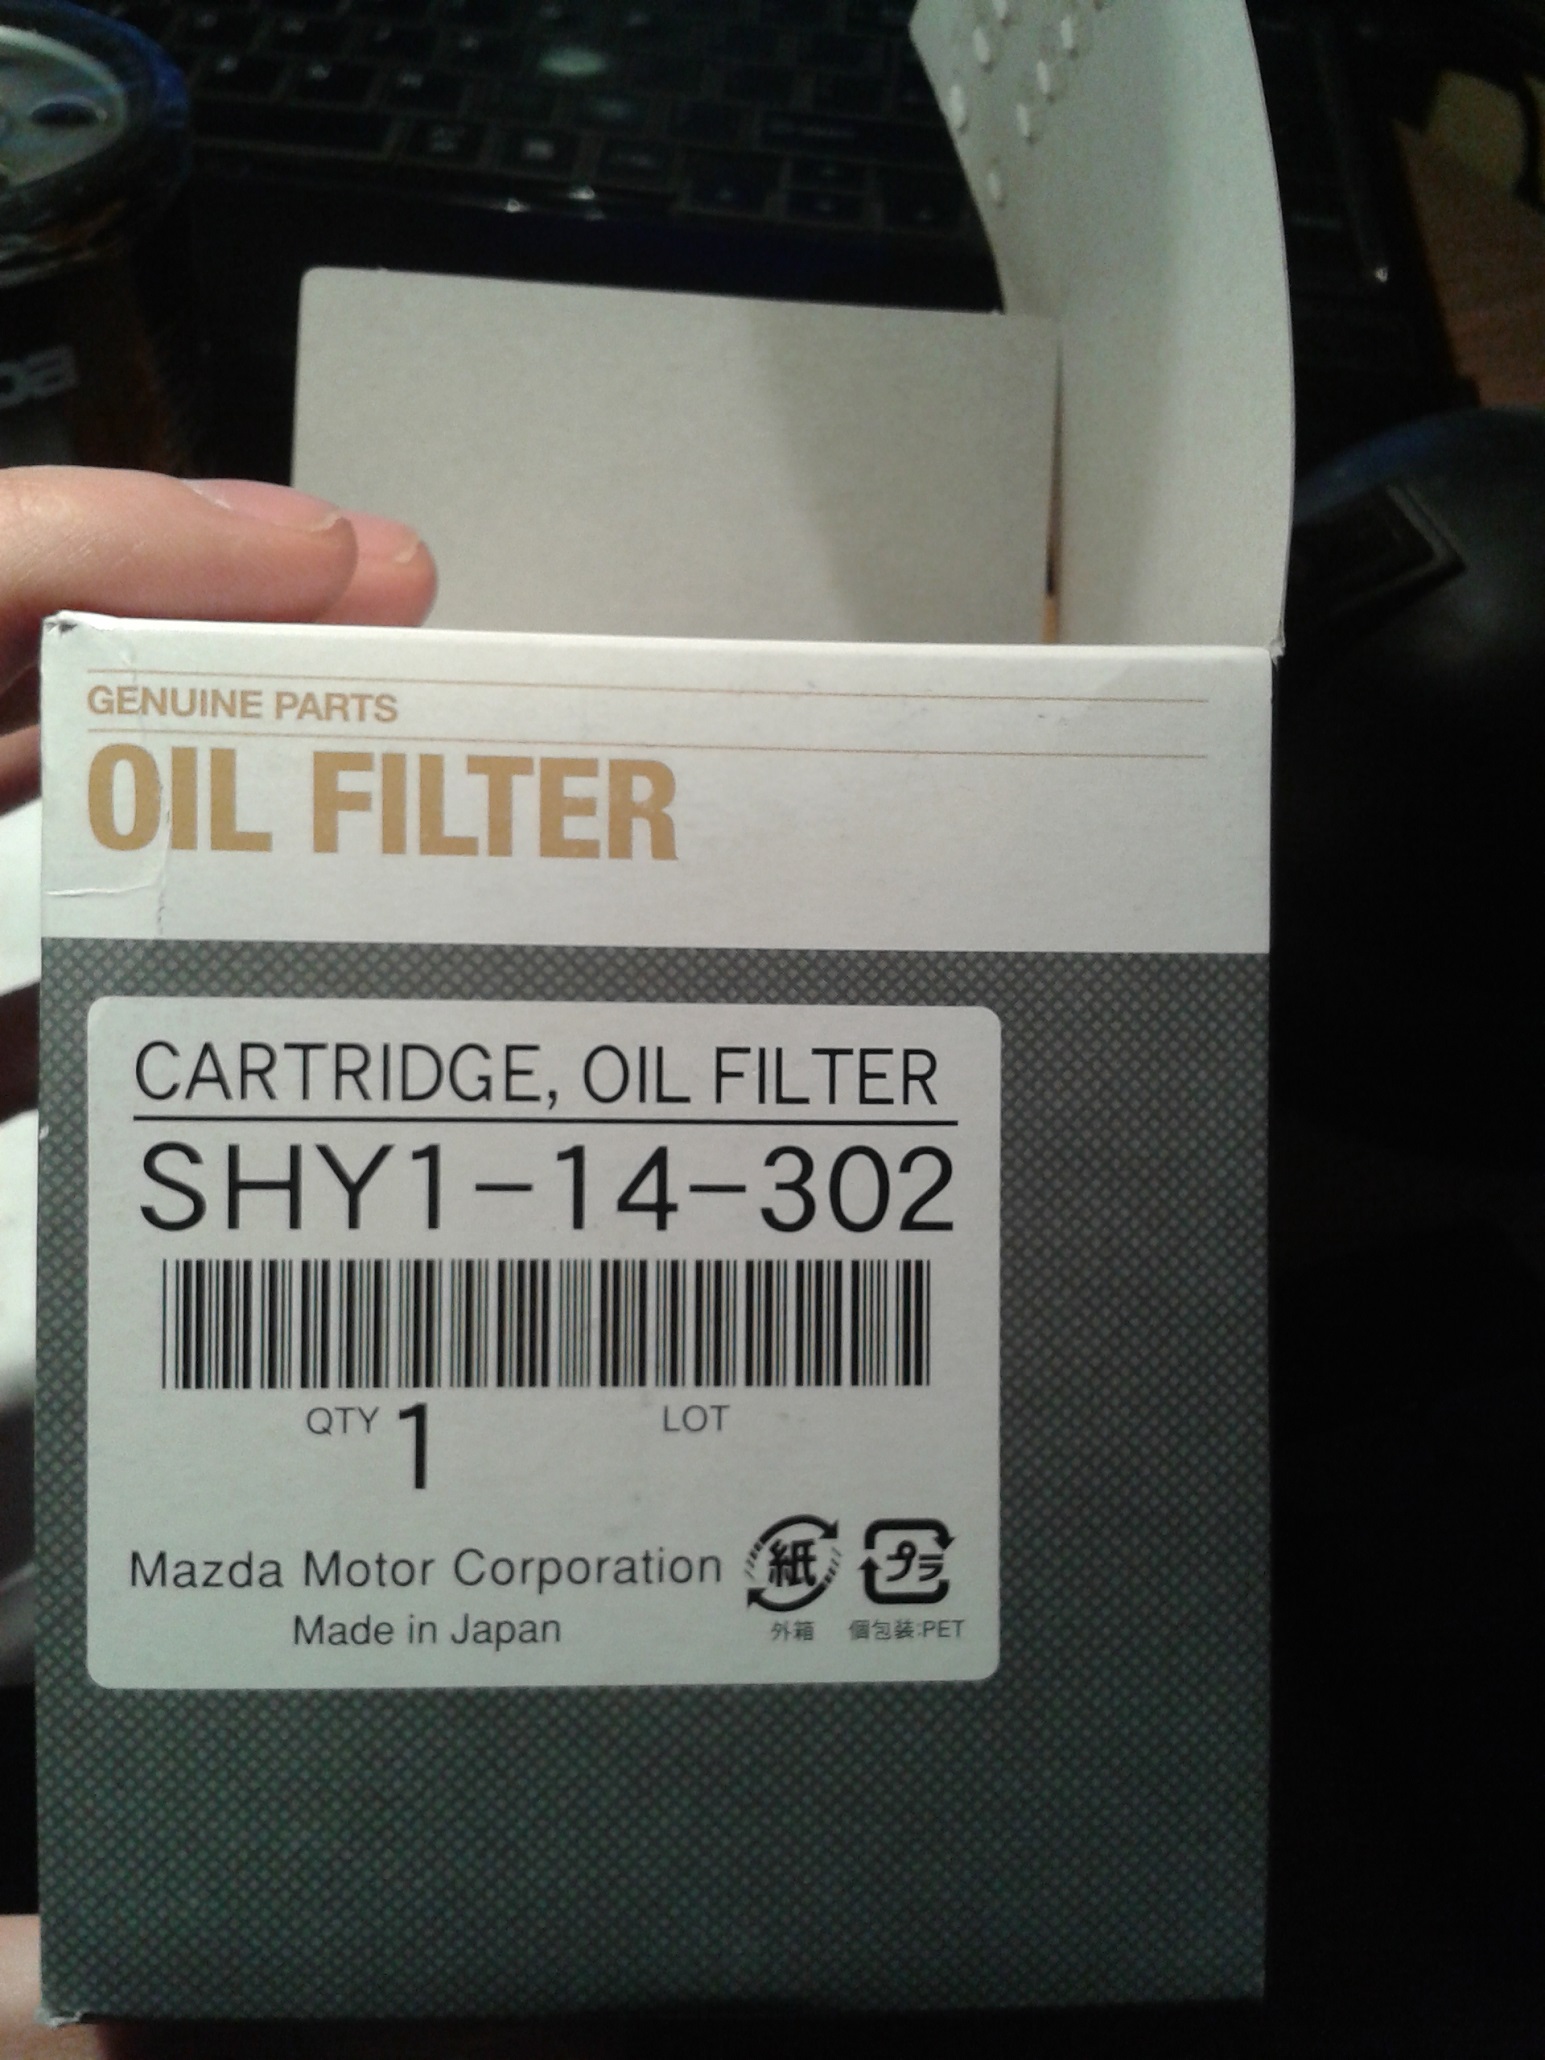 GENUINE PARTS
OIL FILTER
CARTRIDGE, OIL FILTER
SHY1-14-302
QTY 1 LOT
Mazda Motor Corporation
Made in Japan
紙
プラ
外箱
個包装:PET